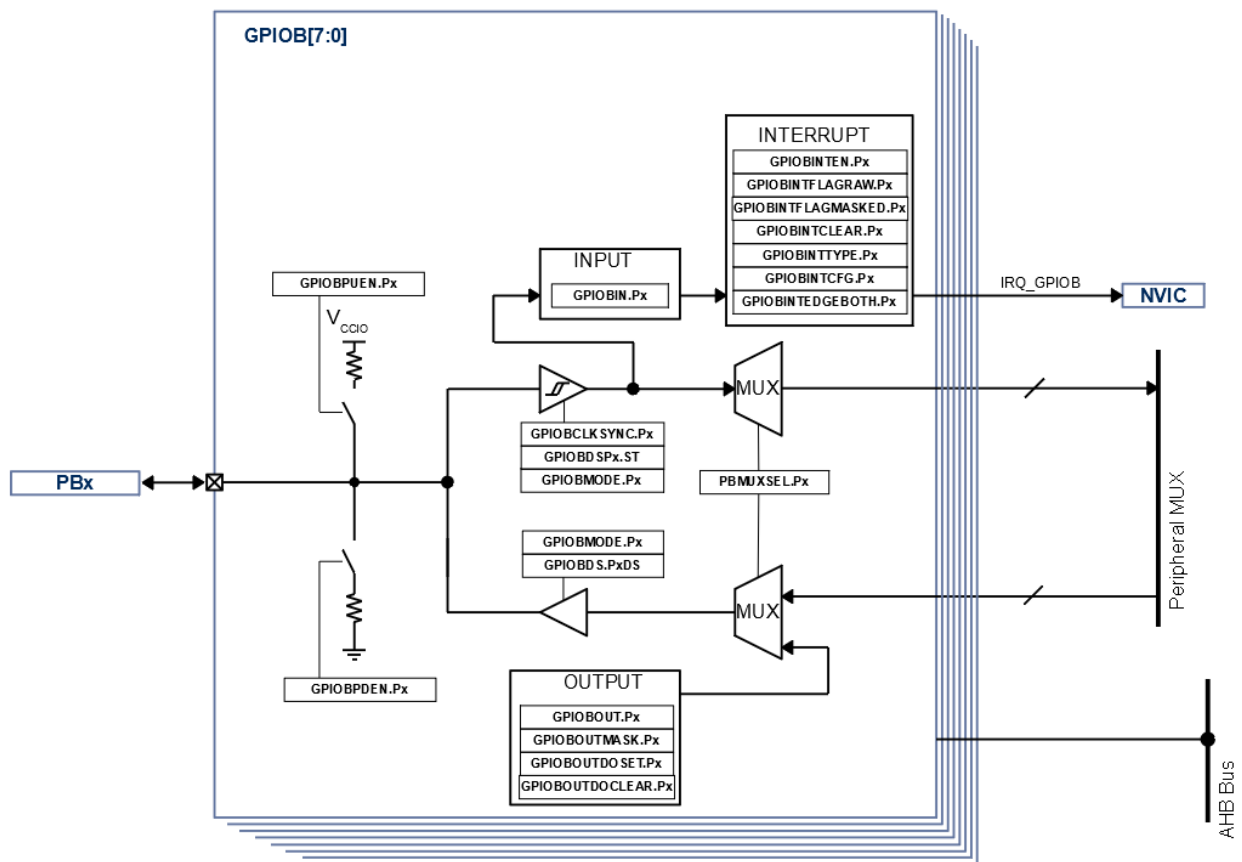 GPIOB[7:0]
INTERRUPT
GPIOBINTEN.Px
GPIOBINTFLAGRAW.Px
GPIOBINTFLAGMASKED.Px
GPIOBINTCLEAR.Px
GPIOBINTTYPE.Px
GPIOBINTCFG.Px
GPIOBINTEDGEBOTH.Px
INPUT
GPIOBIN.Px
IRQ_GPIOB
NVIC
GPIOBPUEN.Px
VCCIO
MUX
GPIOBCLKSYNC.Px
GPIOBDSPx.ST
GPIOBMODE.Px
PBMUXSEL.Px
PBx
Peripheral MUX
GPIOBMODE.Px
GPIOBDS.PxDS
MUX
GPIOBPDEN.Px
OUTPUT
GPIOBOUT.Px
GPIOBOUTMASK.Px
GPIOBOUTDOSET.Px
GPIOBOUTDOCLEAR.Px
AHB Bus